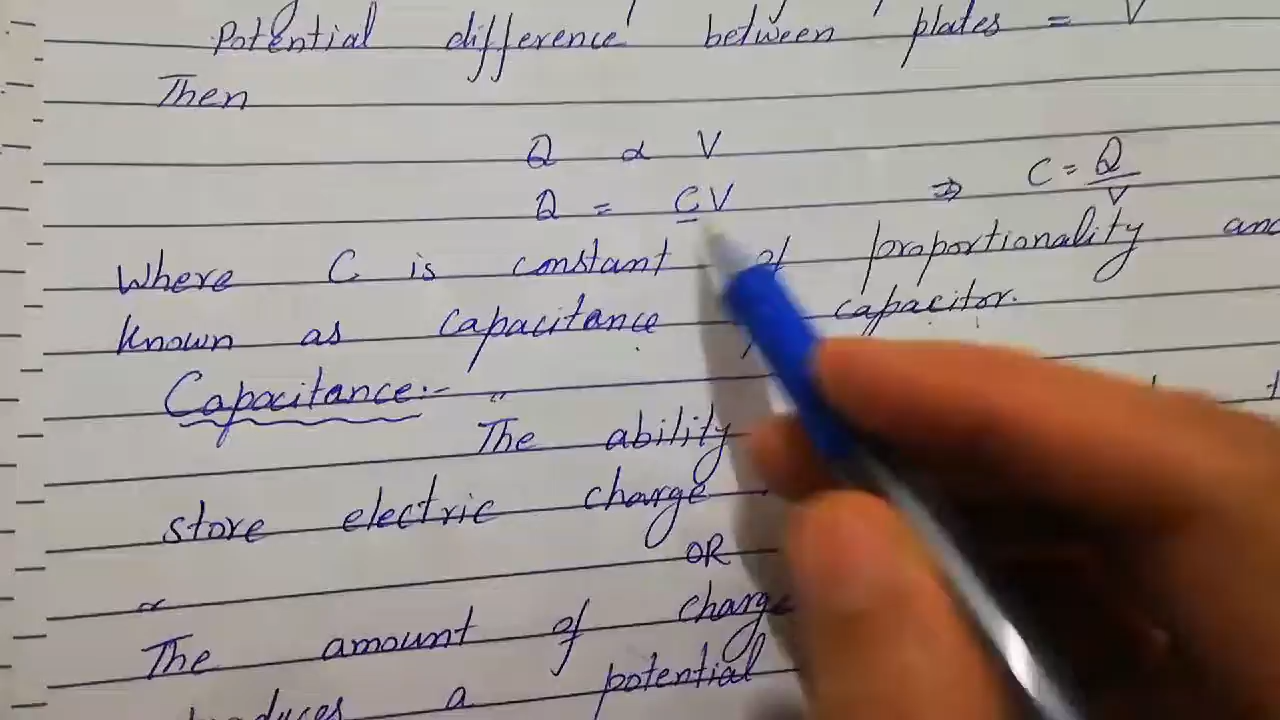 Potential difference between plates = V
Then
Q α V
Q = CV ⇒ C = Q/V
Where C is constant of proportionality and
known as capacitance capacitor.
Capacitance:-
"The ability
store electric charge
OR
"
The amount of charge
a potential